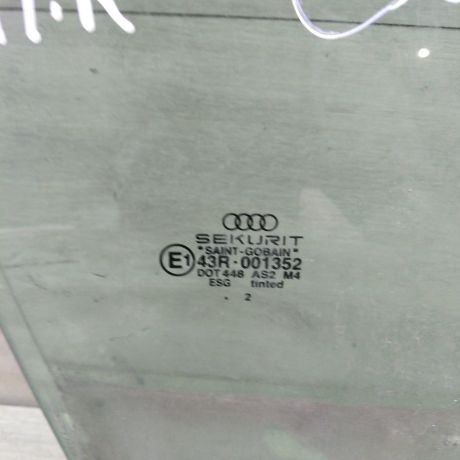 SEKURIT
"SAINT-GOBAIN"
E1 43R-001352
DOT 448 AS2 M4
ESG tinted
. 2